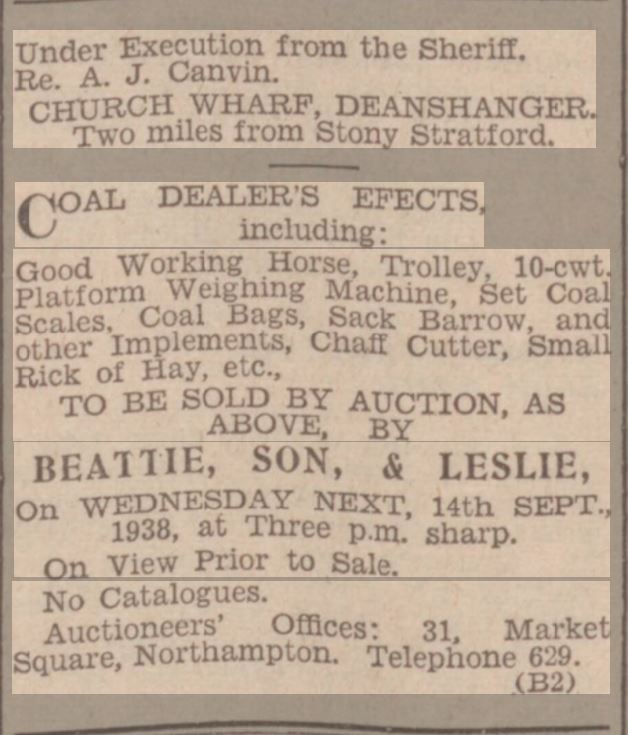 Under Execution from the Sheriff.
Re. A. J. Canvin.
CHURCH WHARF, DEANSHANGER.
Two miles from Stony Stratford.
COAL DEALER'S EFECTS,
including:
Good Working Horse, Trolley, 10-cwt.
Platform Weighing Machine, Set Coal
Scales, Coal Bags, Sack Barrow, and
other Implements, Chaff Cutter, Small
Rick of Hay, etc.,
TO BE SOLD BY AUCTION, AS
ABOVE, BY
BEATTIE, SON, & LESLIE,
On WEDNESDAY NEXT, 14th SEPT.,
1938, at Three p.m. sharp.
On View Prior to Sale.
No Catalogues.
Auctioneers' Offices: 31, Market
Square, Northampton. Telephone 629.
(B2)